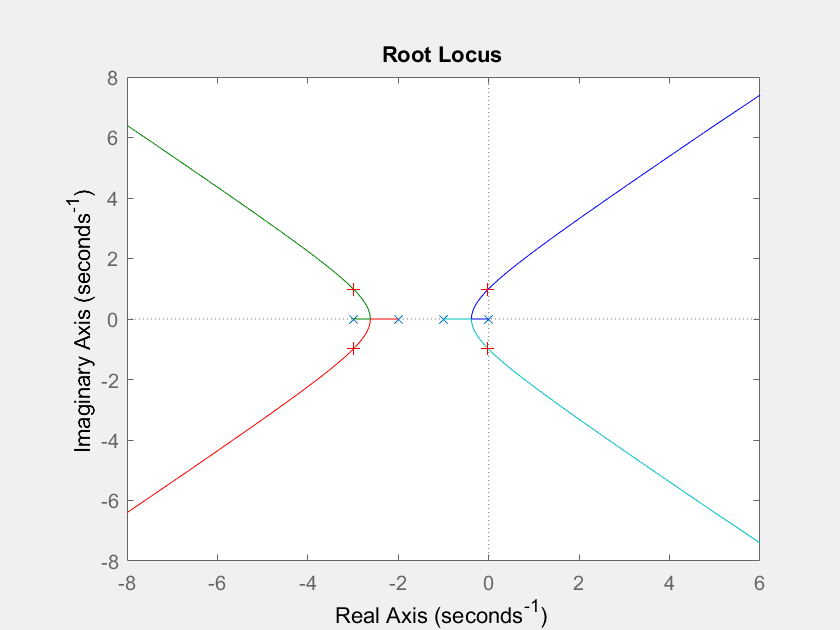 Root Locus
8
6
4
2
0
-2
-4
-6
-8
Imaginary Axis (seconds⁻¹)
-8 -6 -4 -2 0 2 4 6
Real Axis (seconds⁻¹)